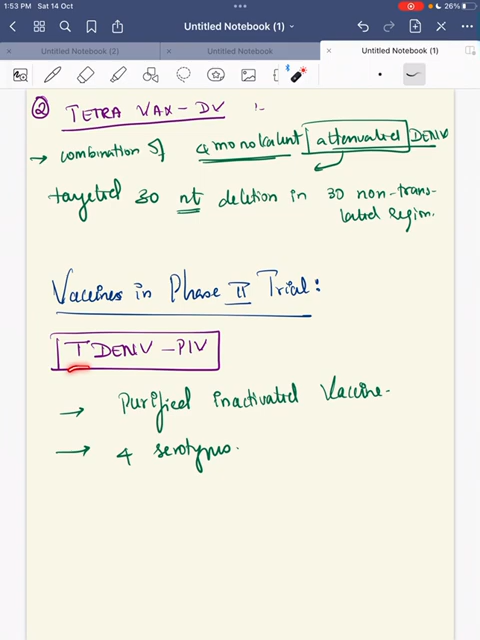 1:53 PM Sat 14 Oct
26%
Untitled Notebook (1)
Untitled Notebook (2)
Untitled Notebook
Untitled Notebook (1)
② TETRA VAX-DV :
→ combination of 4 monovalent attenuated DENV
targeted 30 nt deletion in 3D non-trans-
lated Region.
Vaccines in Phase II Trial:
TDENV-PIV
→ Purified inactivated Vaccine.
→ 4 serotypes.